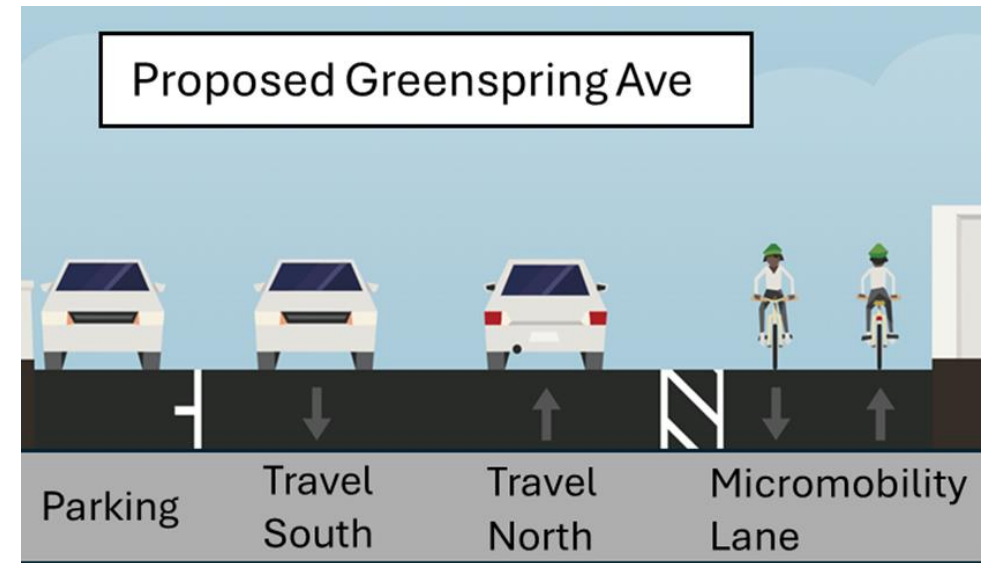 Proposed Greenspring Ave
Parking
Travel
South
Travel
North
Micromobility
Lane